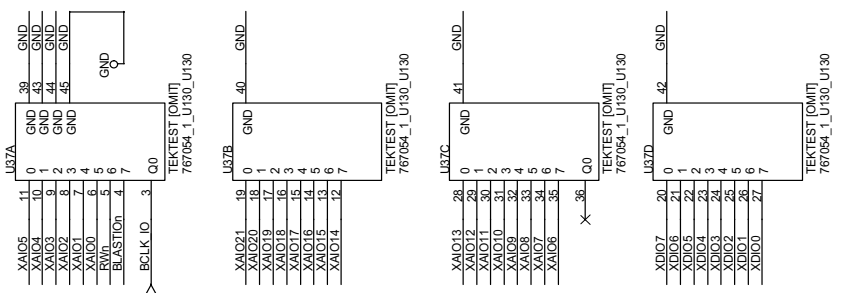 U37A
XAIO5 11 0 GND 39 GND
XAIO4 10 1 GND 43 GND
XAIO3 9 2 GND 44 GND
XAIO2 8 3 GND 45 GND
XAIO1 7 4
XAIO0 6 5
RWn 5 6 GND
BLASTIOn 4 7
BCLK_IO 3 Q0
TEKTEST [OMIT]
767054_1_U130_U130
U37B
XAIO21 19 0 GND 40 GND
XAIO20 18 1
XAIO19 17 2
XAIO18 16 3
XAIO17 15 4
XAIO16 14 5
XAIO15 13 6
XAIO14 12 7
TEKTEST [OMIT]
767054_1_U130_U130
U37C
XAIO13 28 0 GND 41 GND
XAIO12 29 1
XAIO11 30 2
XAIO10 31 3
XAIO9 32 4
XAIO8 33 5
XAIO7 34 6
XAIO6 35 7
36 Q0
TEKTEST [OMIT]
767054_1_U130_U130
U37D
XDIO7 20 0 GND 42 GND
XDIO6 21 1
XDIO5 22 2
XDIO4 23 3
XDIO3 24 4
XDIO2 25 5
XDIO1 26 6
XDIO0 27 7
TEKTEST [OMIT]
767054_1_U130_U130